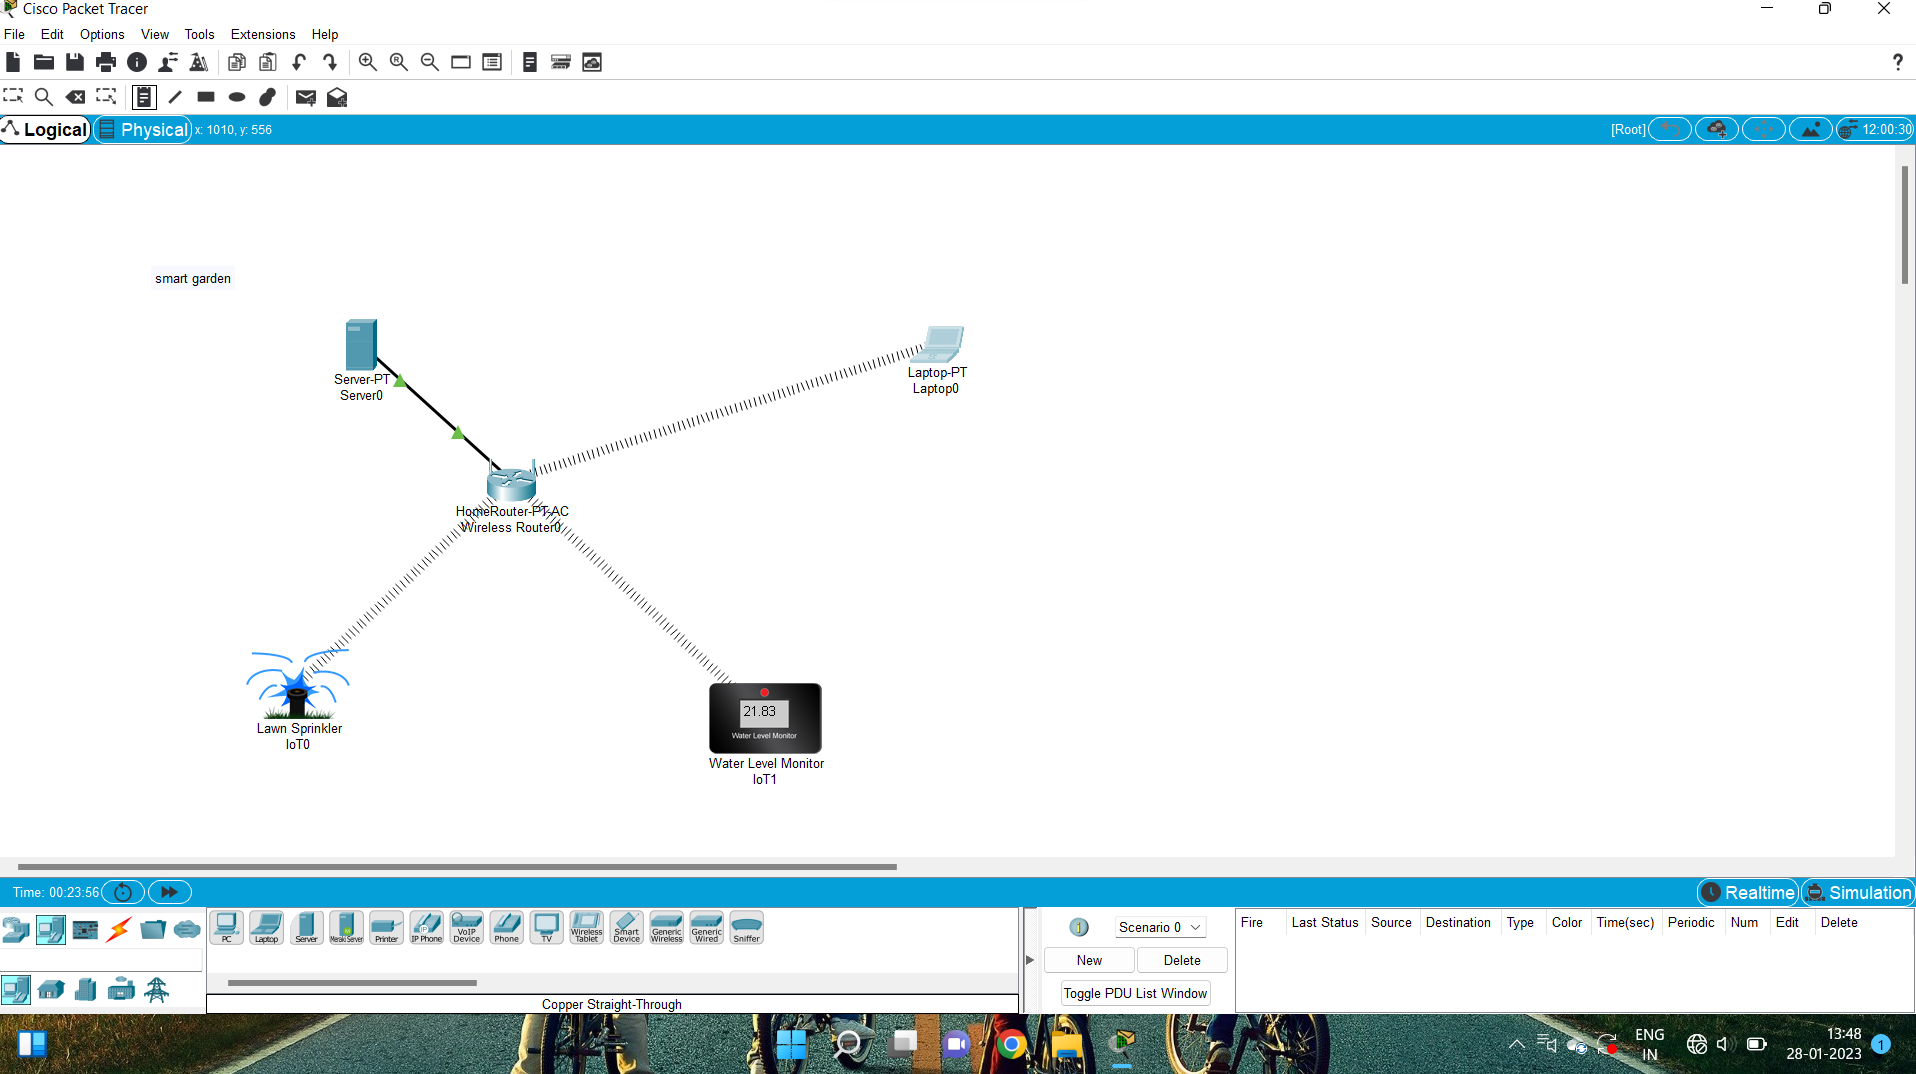 Cisco Packet Tracer
File Edit Options View Tools Extensions Help
?
Logical Physical x: 1010, y: 556 [Root] 12:00:30
smart garden
Server-PT
Server0
Laptop-PT
Laptop0
HomeRouter-PT-AC
Wireless Router0
Lawn Sprinkler
IoT0
21.83
Water Level Monitor
Water Level Monitor
IoT1
Time: 00:23:56 Realtime Simulation
PC Laptop Server Meraki Server Printer IP Phone VoIP Device Phone TV Wireless Tablet Smart Device Generic Wireless Generic Wired Sniffer
Copper Straight-Through
Scenario 0
New Delete
Toggle PDU List Window
Fire Last Status Source Destination Type Color Time(sec) Periodic Num Edit Delete
ENG
IN
13:48
28-01-2023
1